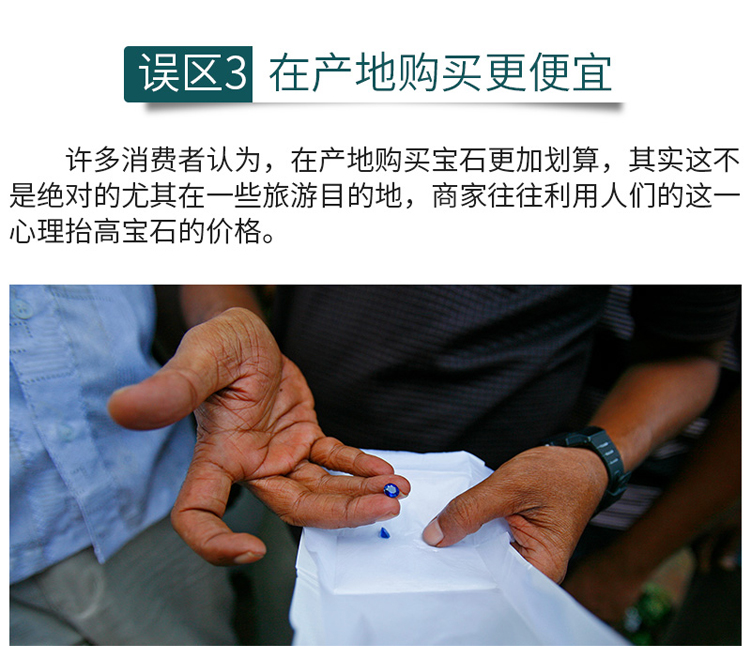 误区3 在产地购买更便宜
许多消费者认为，在产地购买宝石更加划算，其实这不
是绝对的尤其在一些旅游目的地，商家往往利用人们的这一
心理抬高宝石的价格。